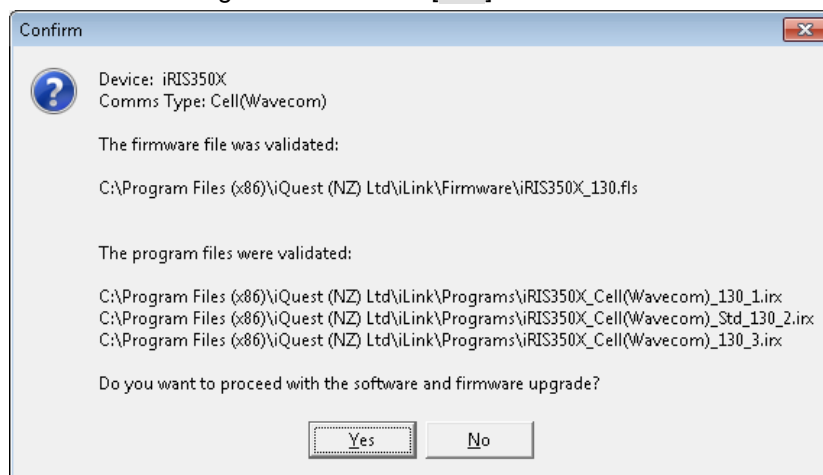 Confirm
Device: iRIS350X
Comms Type: Cell(Wavecom)
The firmware file was validated:
C:\Program Files (x86)\iQuest (NZ) Ltd\iLink\Firmware\iRIS350X_130.fls
The program files were validated:
C:\Program Files (x86)\iQuest (NZ) Ltd\iLink\Programs\iRIS350X_Cell(Wavecom)_130_1.irx
C:\Program Files (x86)\iQuest (NZ) Ltd\iLink\Programs\iRIS350X_Cell(Wavecom)_Std_130_2.irx
C:\Program Files (x86)\iQuest (NZ) Ltd\iLink\Programs\iRIS350X_Cell(Wavecom)_130_3.irx
Do you want to proceed with the software and firmware upgrade?
Yes No